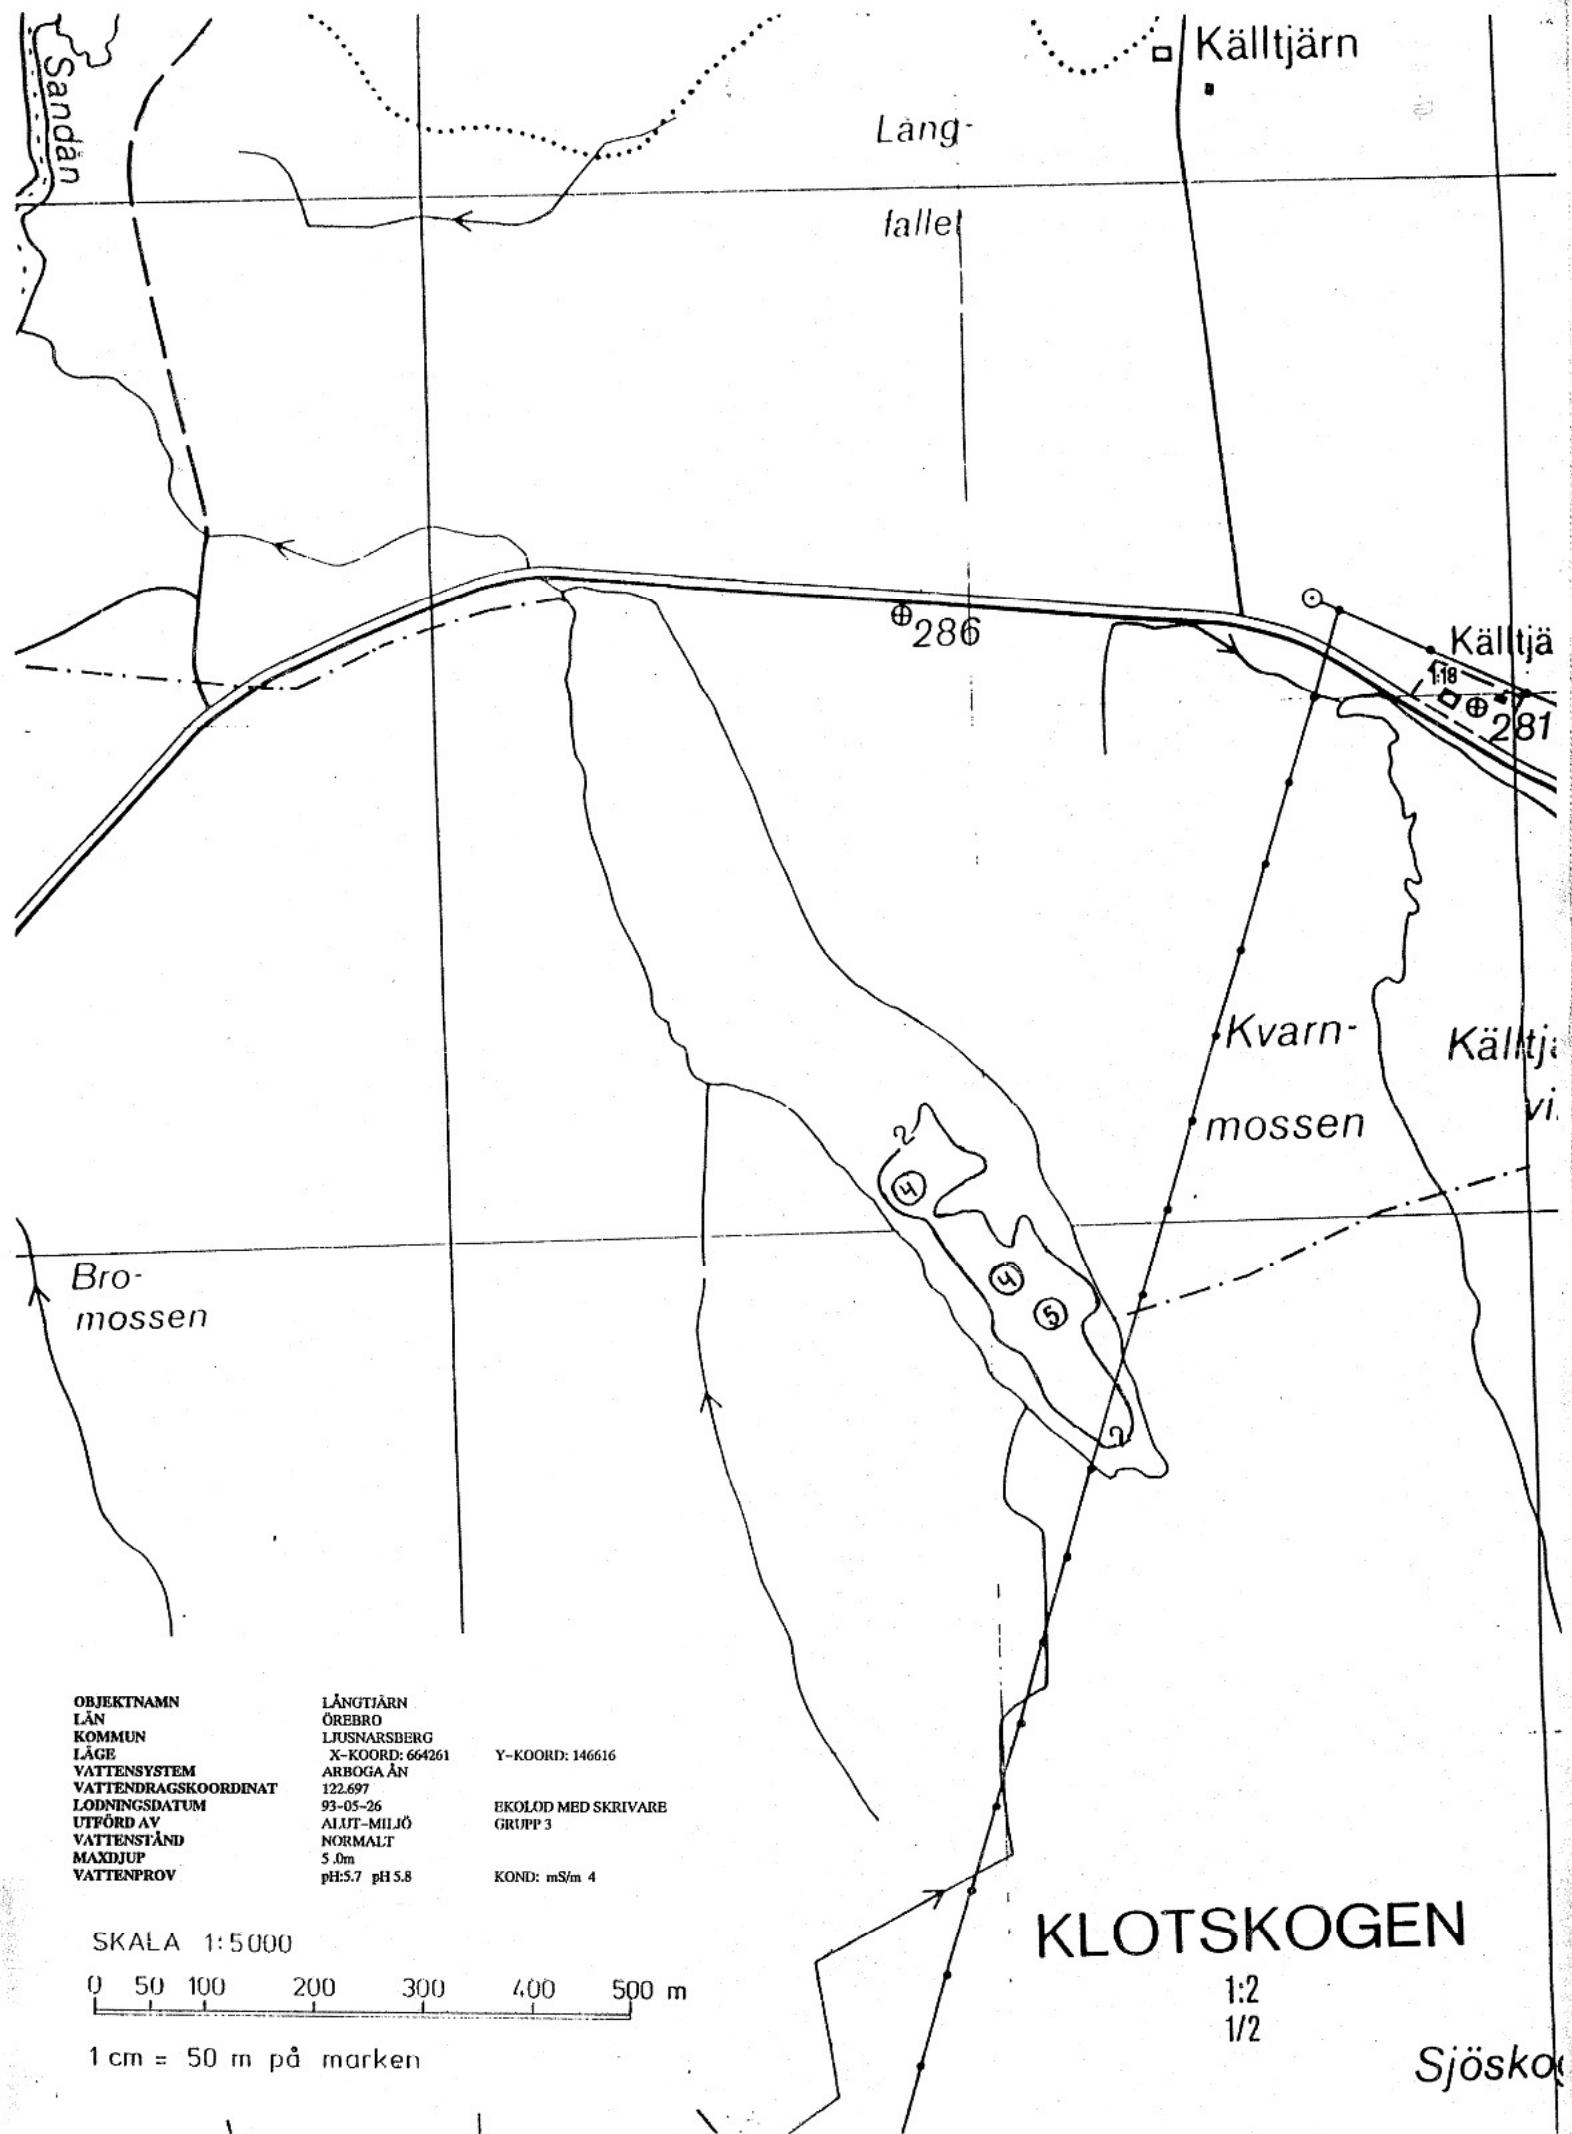 Sandån
Källtjärn
Lång-
fallet
286
Källtjä
1:18
281
Kvarn-
mossen
Källtjä
vi
2
4
4
5
2
Bro-
mossen
OBJEKTNAMN LÅNGTJÄRN
LÄN ÖREBRO
KOMMUN LJUSNARSBERG
LÄGE X-KOORD: 664261 Y-KOORD: 146616
VATTENSYSTEM ARBOGA ÅN
VATTENDRAGSKOORDINAT 122.697
LODNINGSDATUM 93-05-26 EKOLOD MED SKRIVARE
UTFÖRD AV ALUT-MILJÖ GRUPP 3
VATTENSTÅND NORMALT
MAXDJUP 5.0m
VATTENPROV pH:5.7 pH 5.8 KOND: mS/m 4
SKALA 1:5000
0 50 100 200 300 400 500 m
1 cm = 50 m på marken
KLOTSKOGEN
1:2
1/2
Sjösko